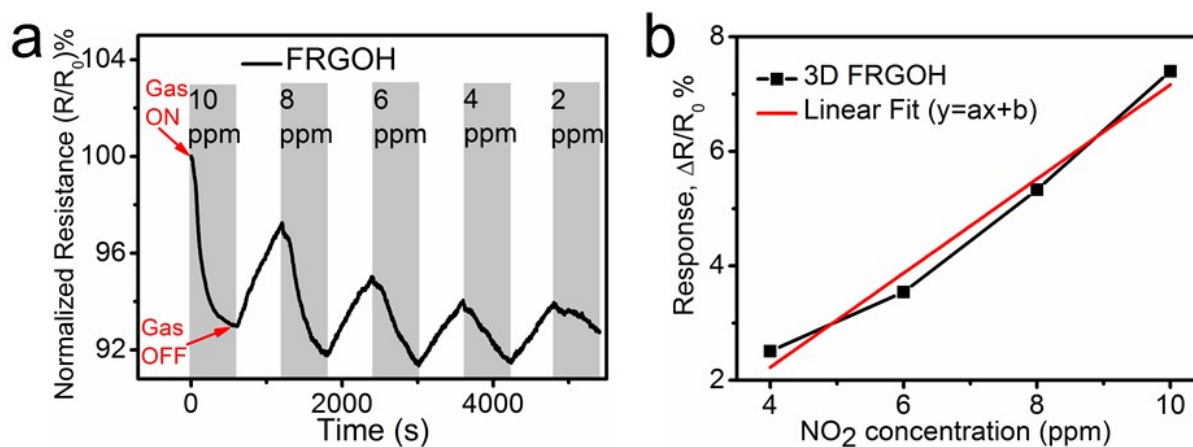 a
Normalized Resistance (R/R₀)%
104
100
96
92
FRGOH
Gas
ON
10
ppm
8
ppm
6
ppm
4
ppm
2
ppm
Gas
OFF
0
2000
4000
Time (s)
b
Response, ΔR/R₀ %
8
6
4
2
3D FRGOH
Linear Fit (y=ax+b)
4
6
8
10
NO₂ concentration (ppm)